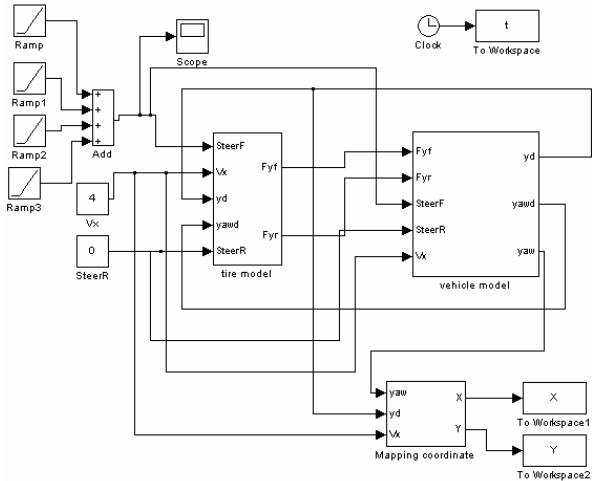 Ramp
Ramp1
Ramp2
Ramp3
+
+
+
+
Add
Scope
Clock
t
To Workspace
4
Vx
0
SteerR
SteerF
Vx
yd
yawd
SteerR
Fyf
Fyr
tire model
Fyf
Fyr
SteerF
SteerR
Vx
yd
yawd
yaw
vehicle model
yaw
yd
Vx
X
Y
Mapping coordinate
X
To Workspace1
Y
To Workspace2